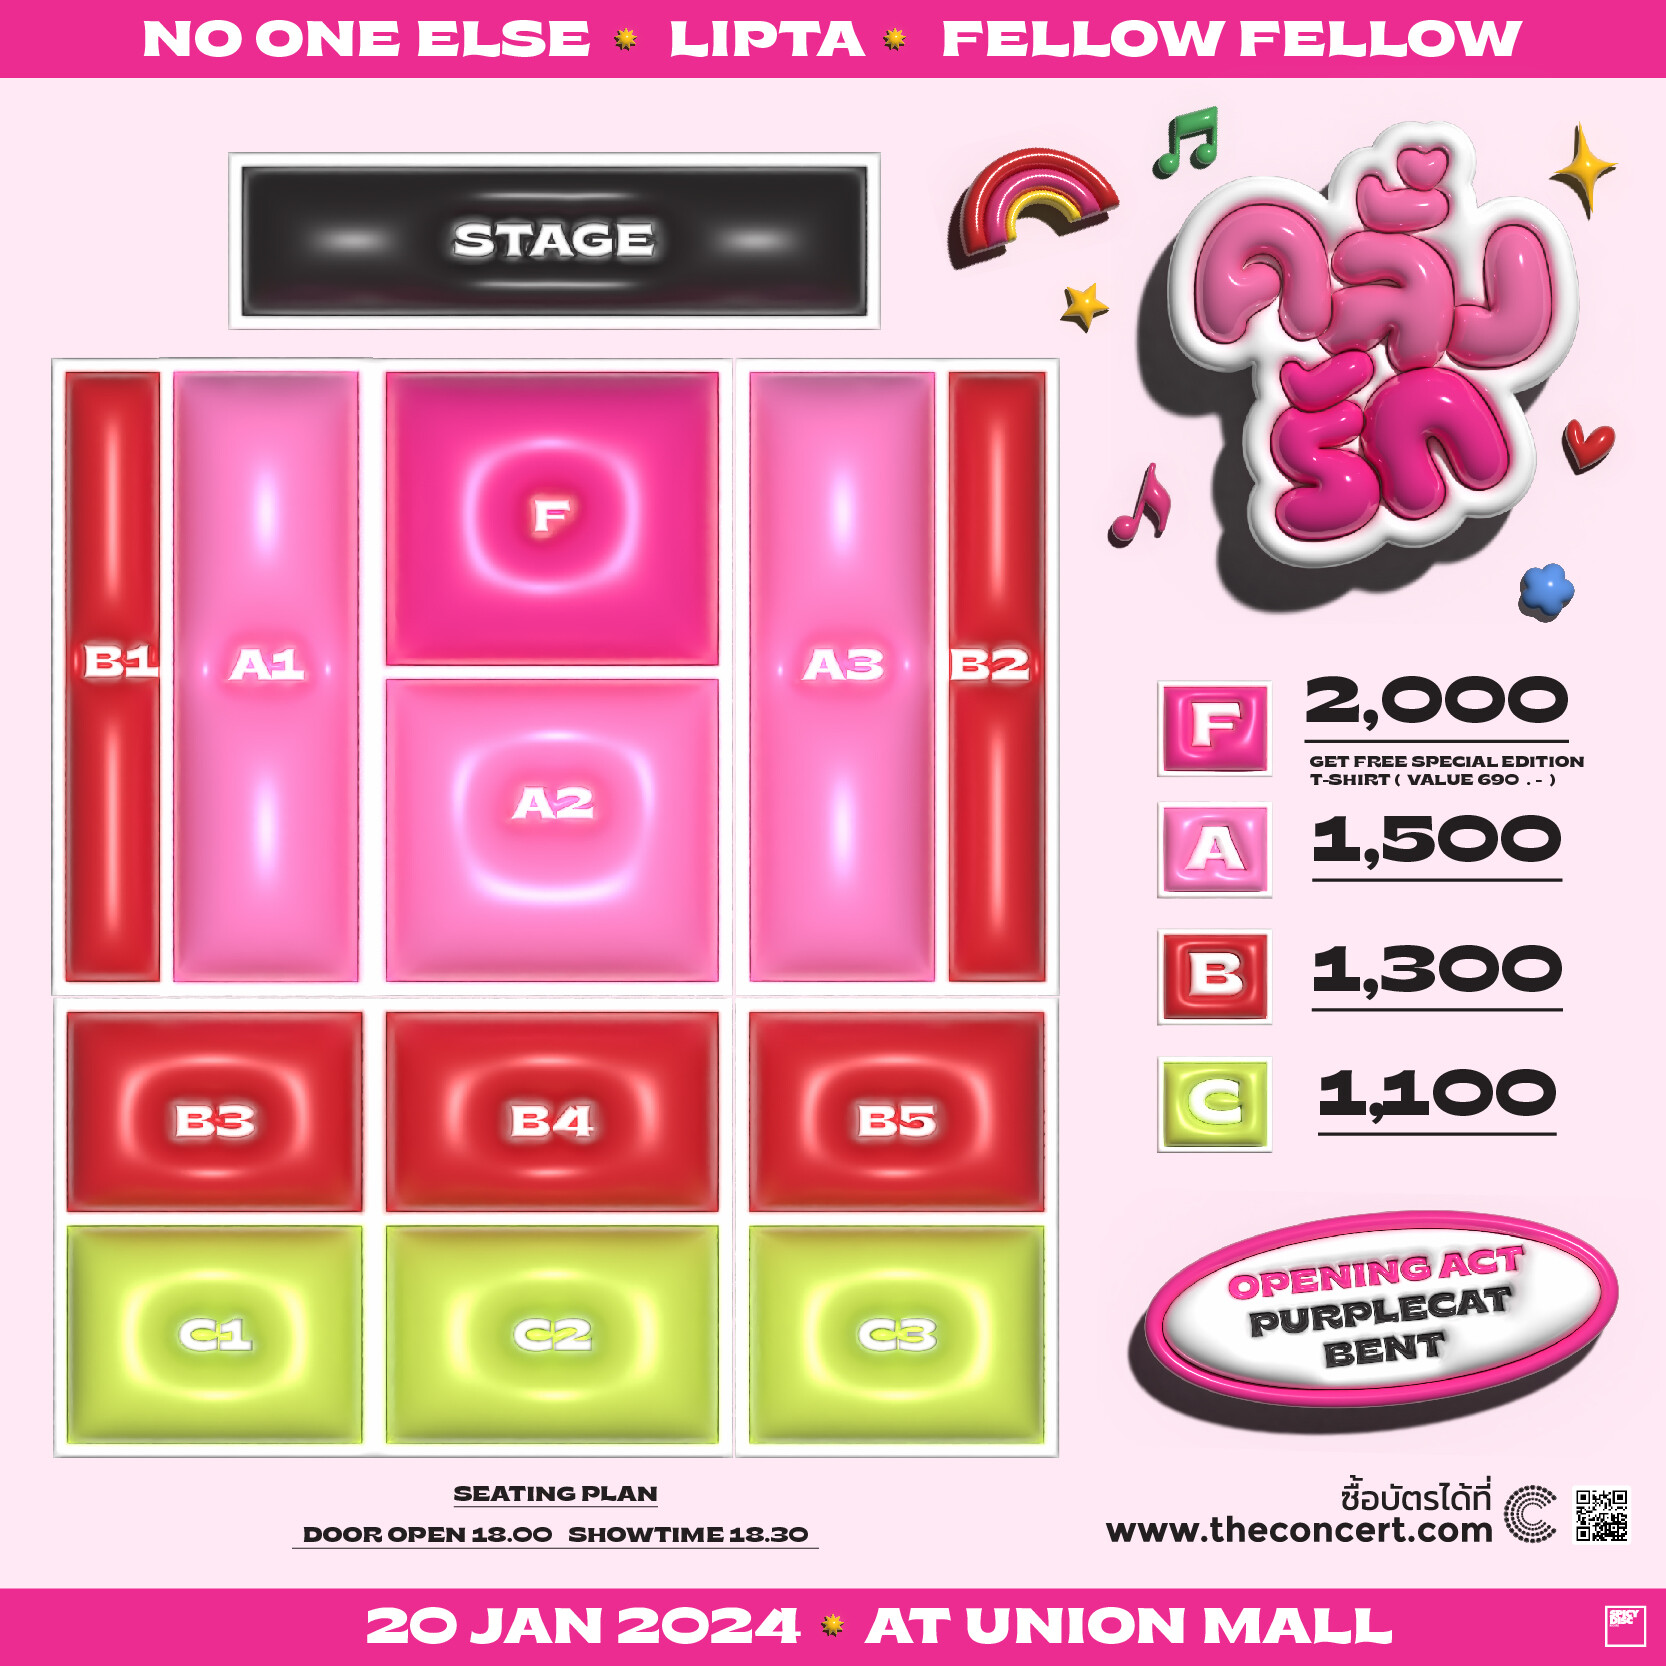 NO ONE ELSE LIPTA FELLOW FELLOW
STAGE
คลั่ง
รัก
F
B1 A1 A3 B2
A2
F 2,000
GET FREE SPECIAL EDITION
T-SHIRT ( VALUE 690 .- )
A 1,500
B 1,300
C 1,100
B3 B4 B5
C1 C2 C3
OPENING ACT
PURPLECAT
BENT
SEATING PLAN
DOOR OPEN 18.00 SHOWTIME 18.30
ซื้อบัตรได้ที่
www.theconcert.com
20 JAN 2024 AT UNION MALL
SPICY
DISC